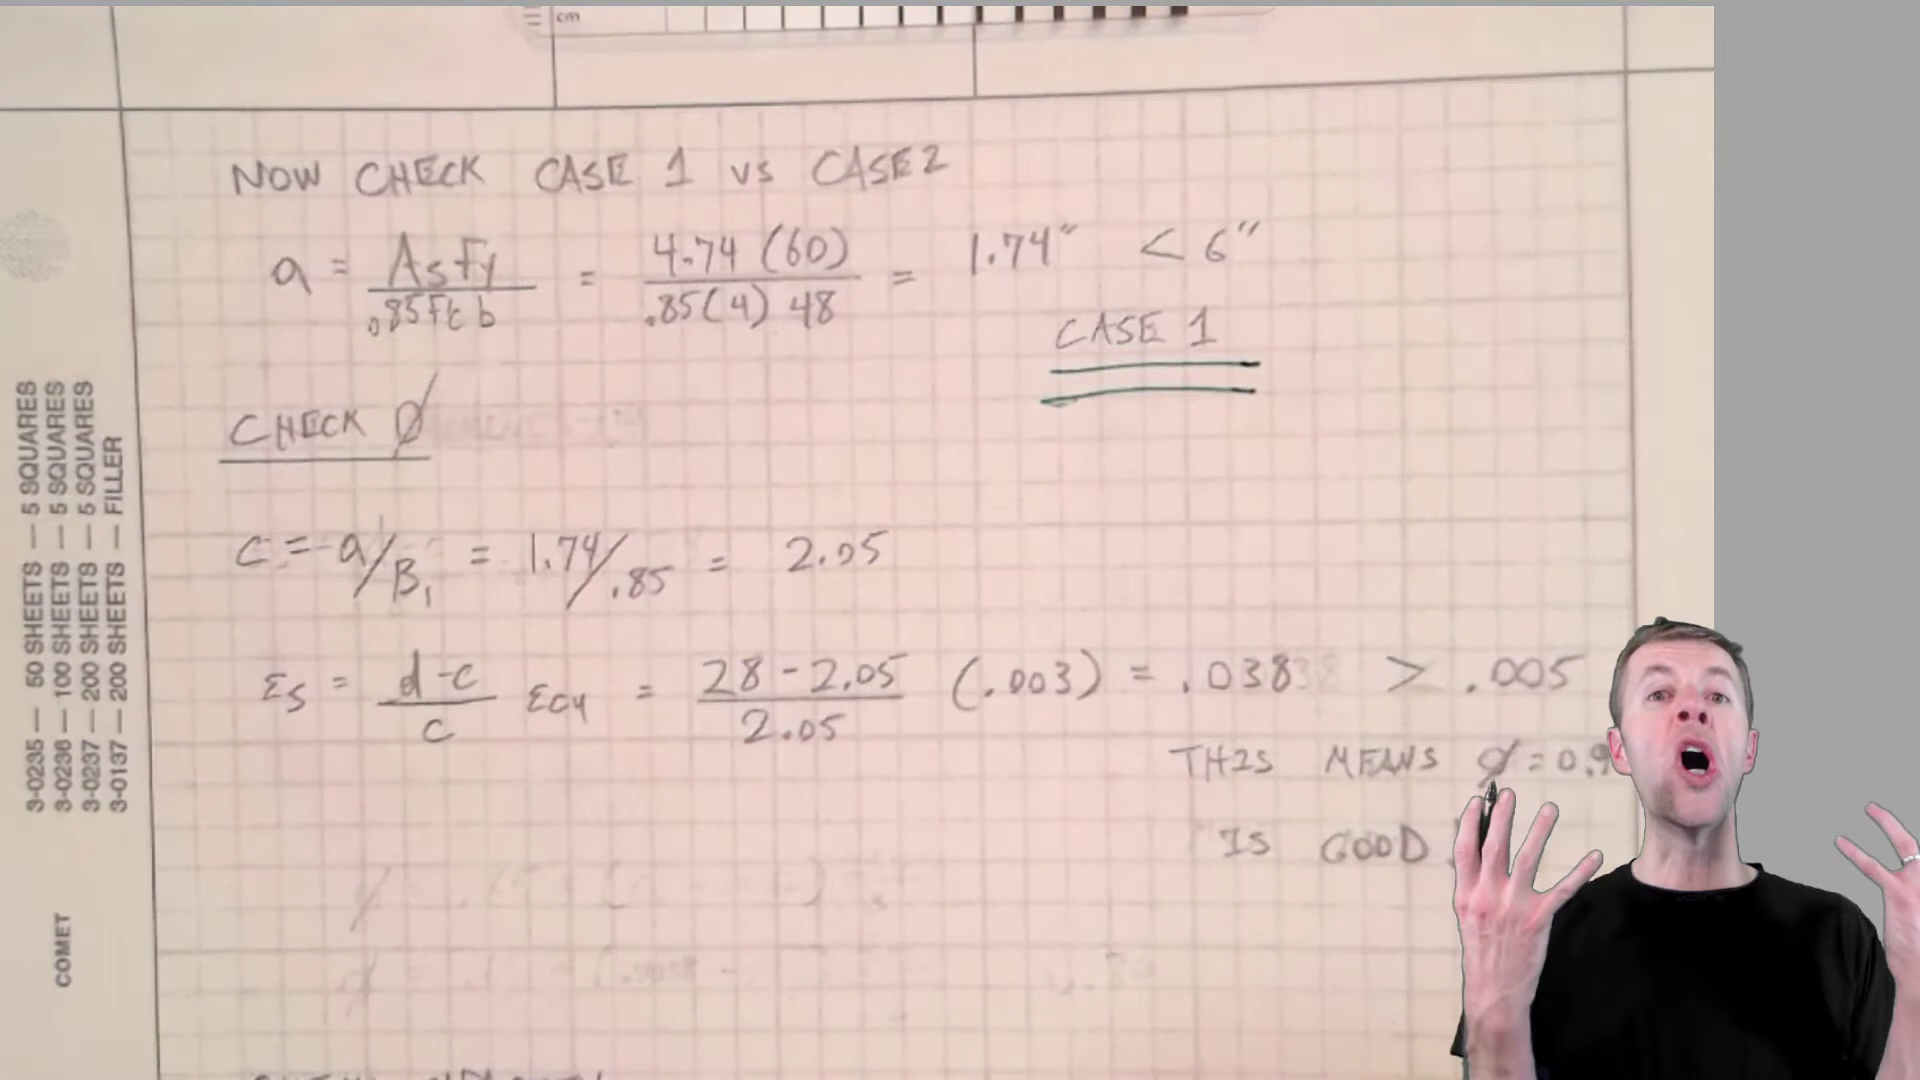 cm
NOW CHECK CASE 1 vs CASE 2
a = AsFy / .85F'c b = 4.74 (60) / .85(4) 48 = 1.74" < 6"
CASE 1
CHECK Ø
c = a/B₁ = 1.74/.85 = 2.05
εs = d-c / c εcu = 28-2.05 / 2.05 (.003) = .038 > .005
THIS MEANS Ø = 0.9
IS GOOD
3-0235 — 50 SHEETS — 5 SQUARES
3-0236 — 100 SHEETS — 5 SQUARES
3-0237 — 200 SHEETS — 5 SQUARES
3-0137 — 200 SHEETS — FILLER
COMET